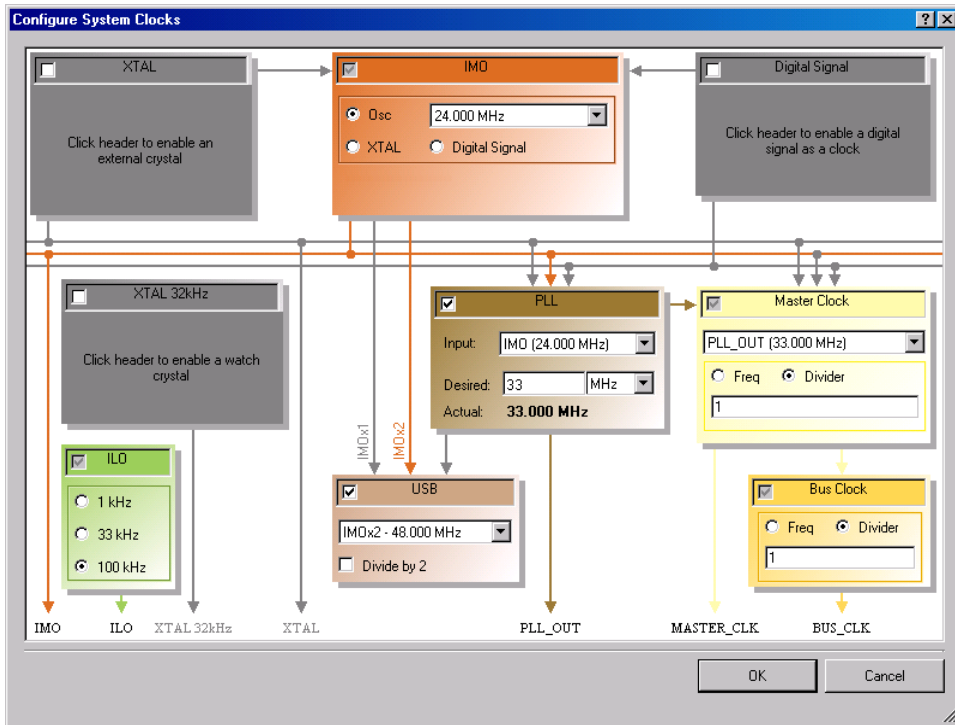 Configure System Clocks
XTAL
Click header to enable an
external crystal
IMO
Osc
24.000 MHz
XTAL
Digital Signal
Digital Signal
Click header to enable a digital
signal as a clock
XTAL 32kHz
Click header to enable a watch
crystal
PLL
Input:
IMO (24.000 MHz)
Desired:
33
MHz
Actual:
33.000 MHz
Master Clock
PLL_OUT (33.000 MHz)
Freq
Divider
1
IMOx1
IMOx2
ILO
1 kHz
33 kHz
100 kHz
USB
IMOx2 - 48.000 MHz
Divide by 2
Bus Clock
Freq
Divider
1
IMO
ILO
XTAL 32kHz
XTAL
PLL_OUT
MASTER_CLK
BUS_CLK
OK
Cancel